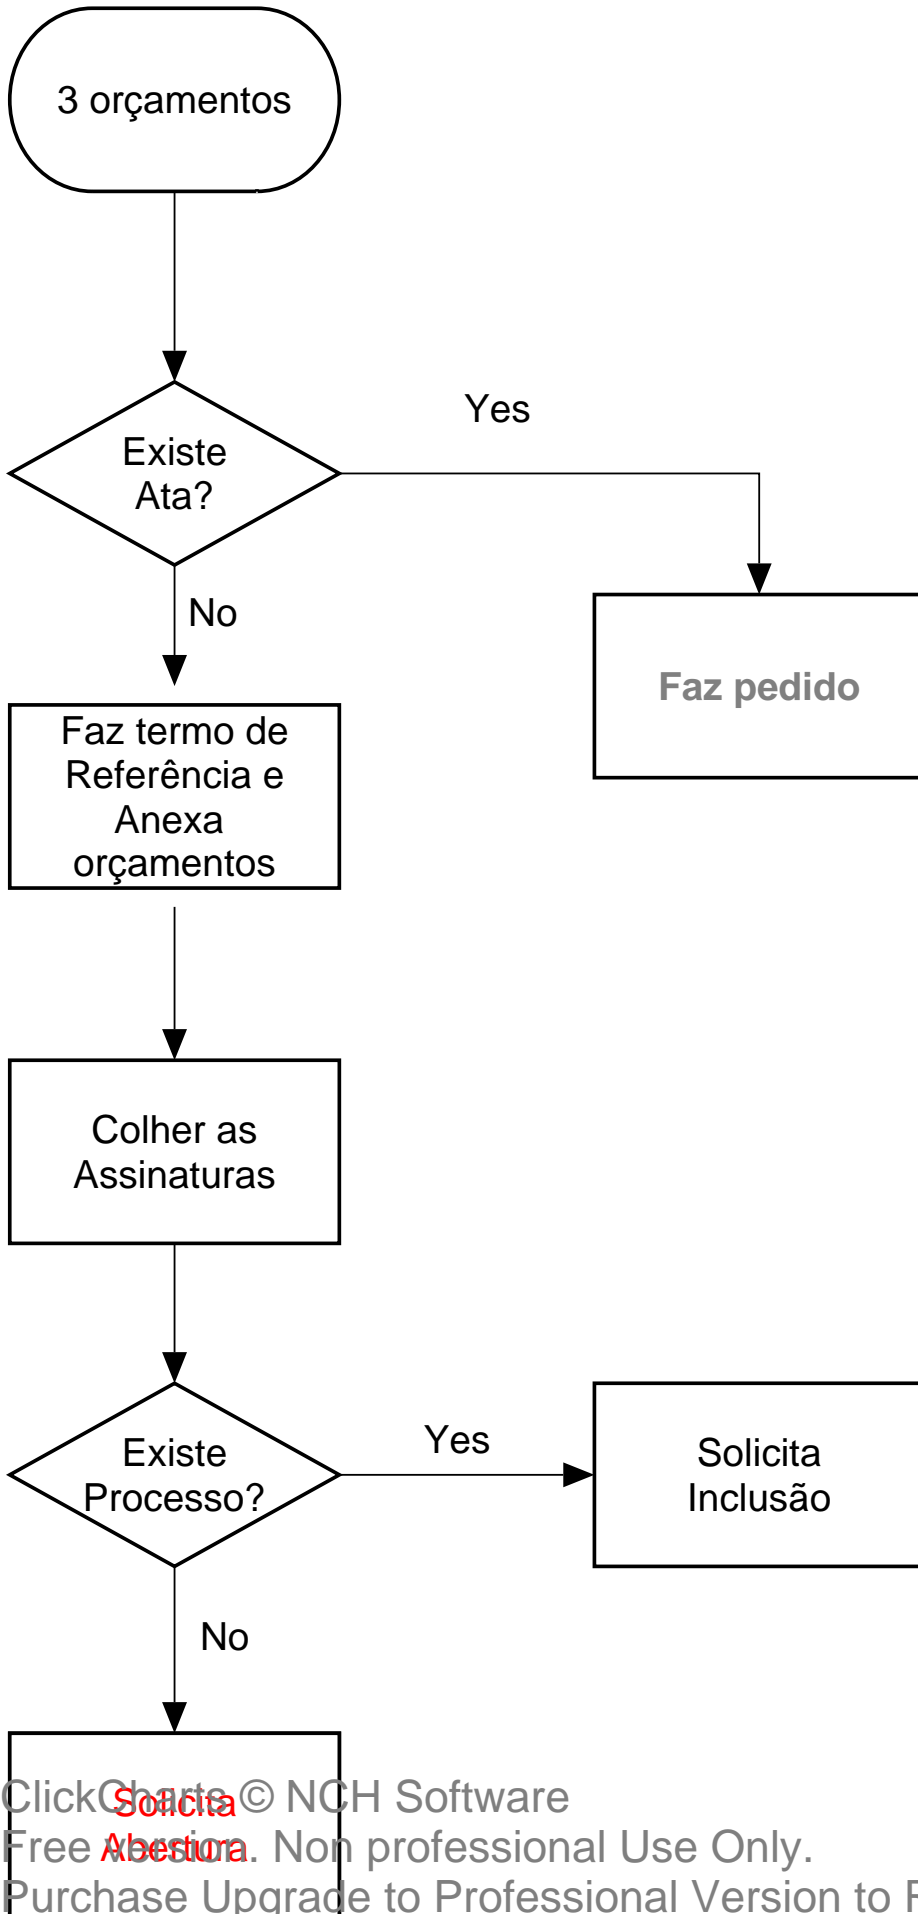 3 orçamentos
Yes
Existe
Ata?
No
Faz pedido
Faz termo de
Referência e
Anexa
orçamentos
Colher as
Assinaturas
Existe
Processo?
Yes
Solicita
Inclusão
No
Solicita
Abertura
ClickCharts © NCH Software
Free version. Non professional Use Only.
Purchase Upgrade to Professional Version to